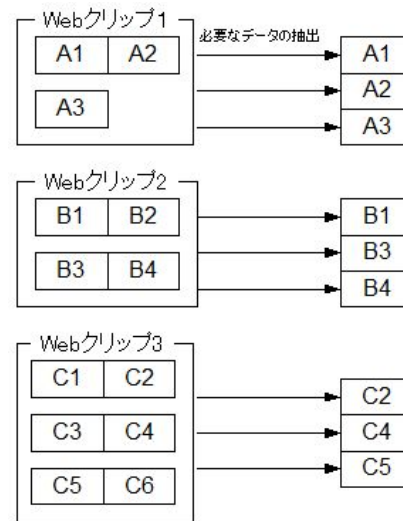 Webクリップ1
必要なデータの抽出
A1 A2
A3
A1
A2
A3
Webクリップ2
B1 B2
B3 B4
B1
B3
B4
Webクリップ3
C1 C2
C3 C4
C5 C6
C2
C4
C5